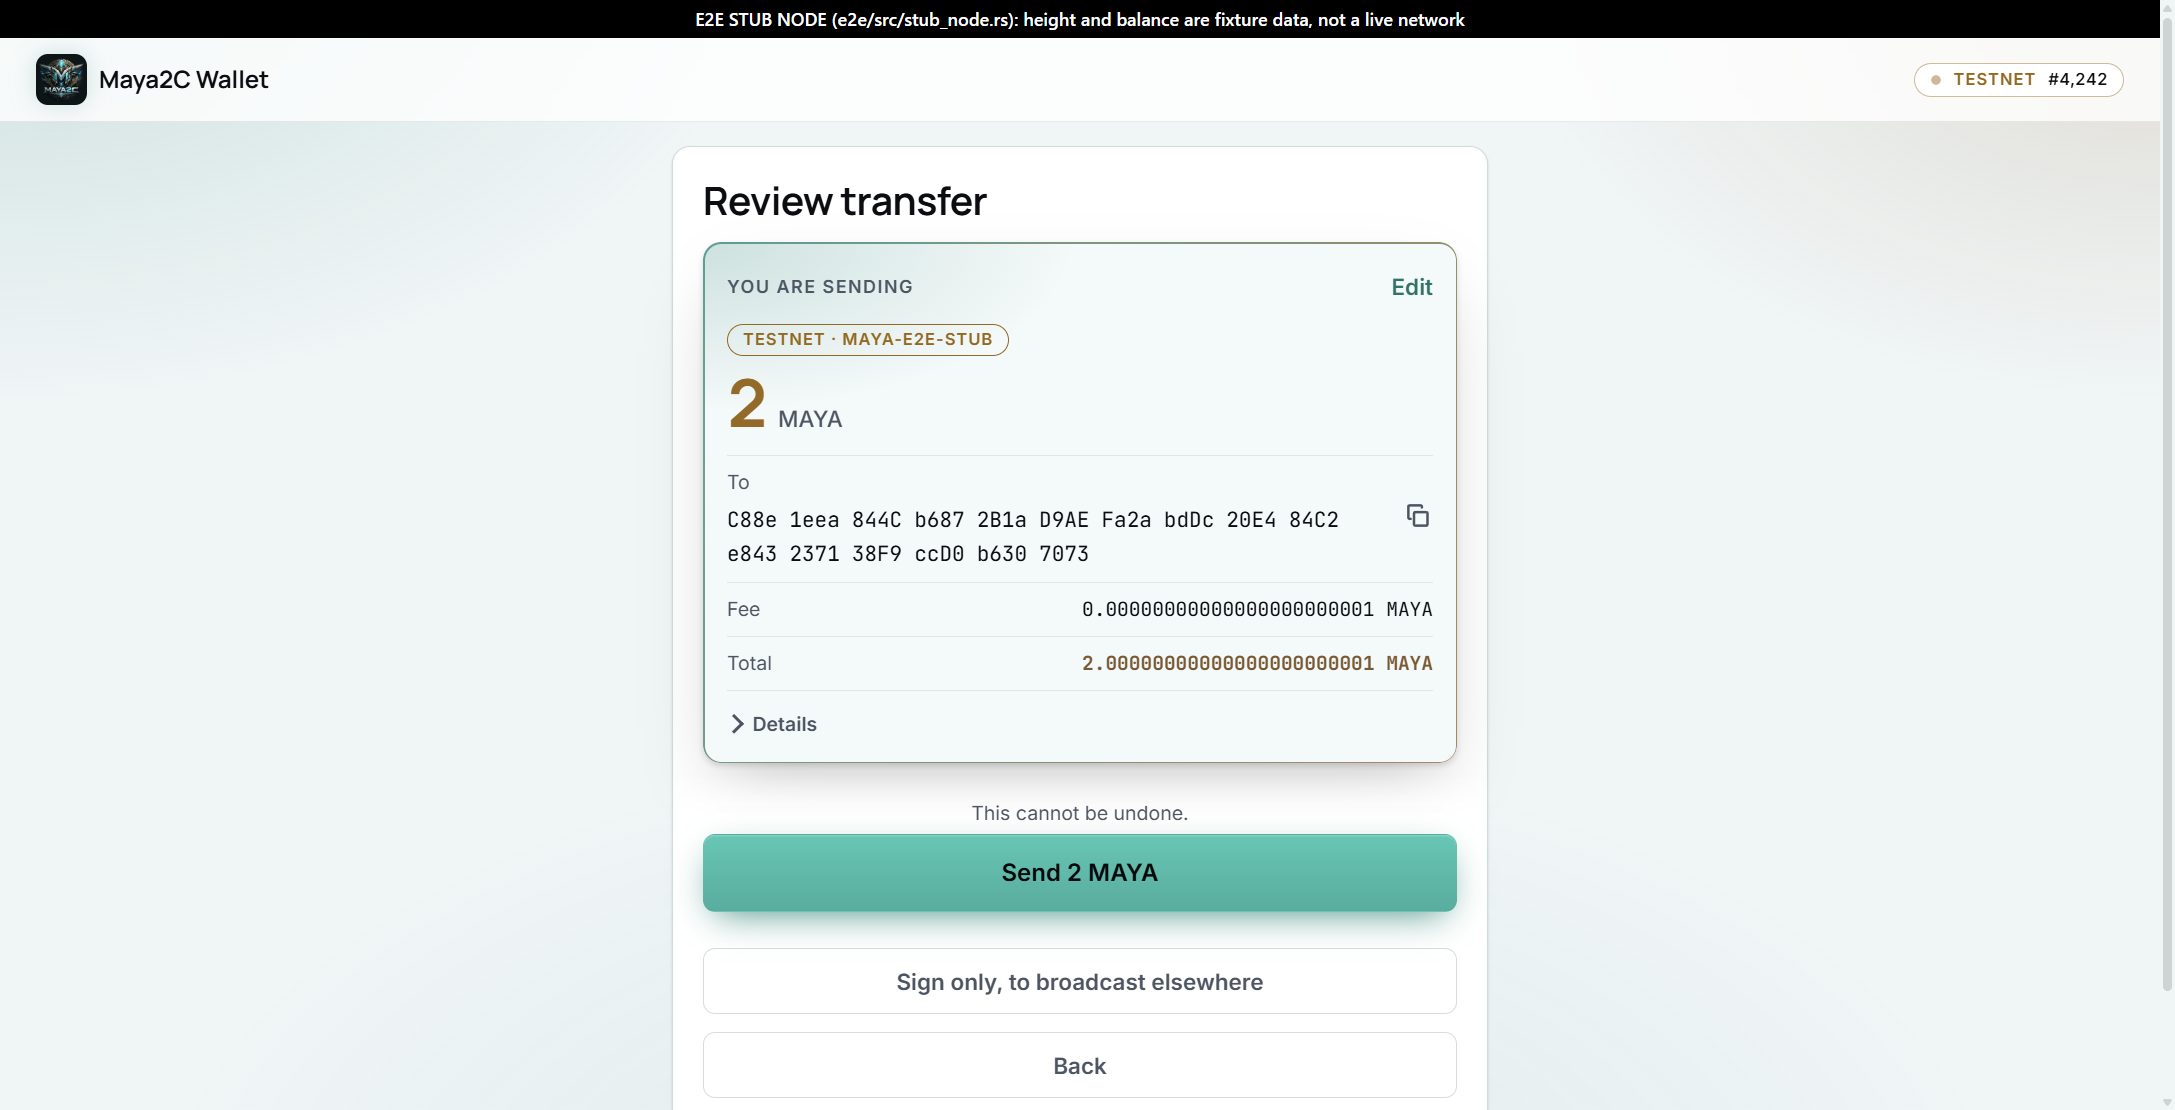 E2E STUB NODE (e2e/src/stub_node.rs): height and balance are fixture data, not a live network
MAYA2C
Maya2C Wallet
TESTNET #4,242
Review transfer
YOU ARE SENDING
Edit
TESTNET · MAYA-E2E-STUB
2 MAYA
To
C88e 1eea 844C b687 2B1a D9AE Fa2a bdDc 20E4 84C2
e843 2371 38F9 ccD0 b630 7073
Fee 0.000000000000000000000001 MAYA
Total 2.000000000000000000000001 MAYA
Details
This cannot be undone.
Send 2 MAYA
Sign only, to broadcast elsewhere
Back